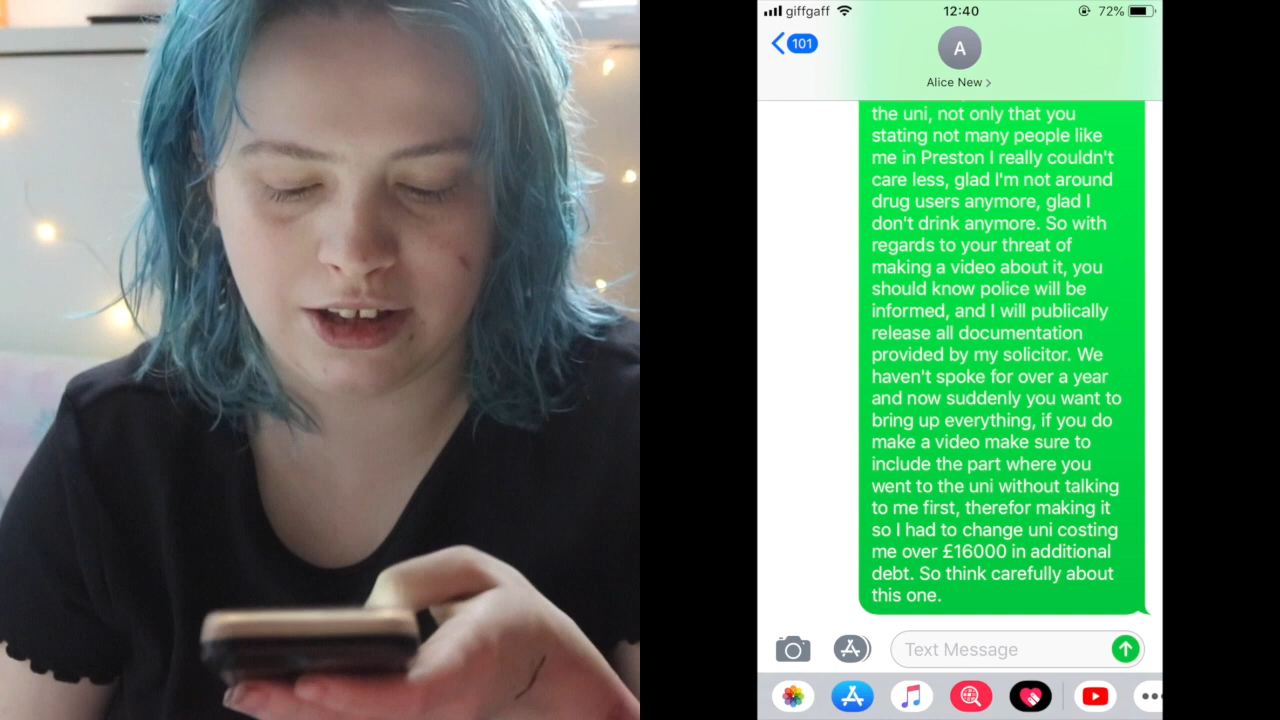 giffgaff 12:40 72%
101
A
Alice New >
the uni, not only that you
stating not many people like
me in Preston I really couldn't
care less, glad I'm not around
drug users anymore, glad I
don't drink anymore. So with
regards to your threat of
making a video about it, you
should know police will be
informed, and I will publically
release all documentation
provided by my solicitor. We
haven't spoke for over a year
and now suddenly you want to
bring up everything, if you do
make a video make sure to
include the part where you
went to the uni without talking
to me first, therefor making it
so I had to change uni costing
me over £16000 in additional
debt. So think carefully about
this one.
Text Message